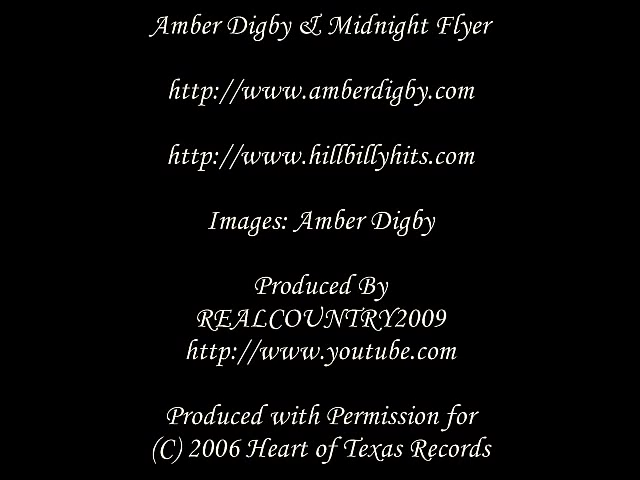 Amber Digby & Midnight Flyer
http://www.amberdigby.com
http://www.hillbillyhits.com
Images: Amber Digby
Produced By
REALCOUNTRY2009
http://www.youtube.com
Produced with Permission for
(C) 2006 Heart of Texas Records